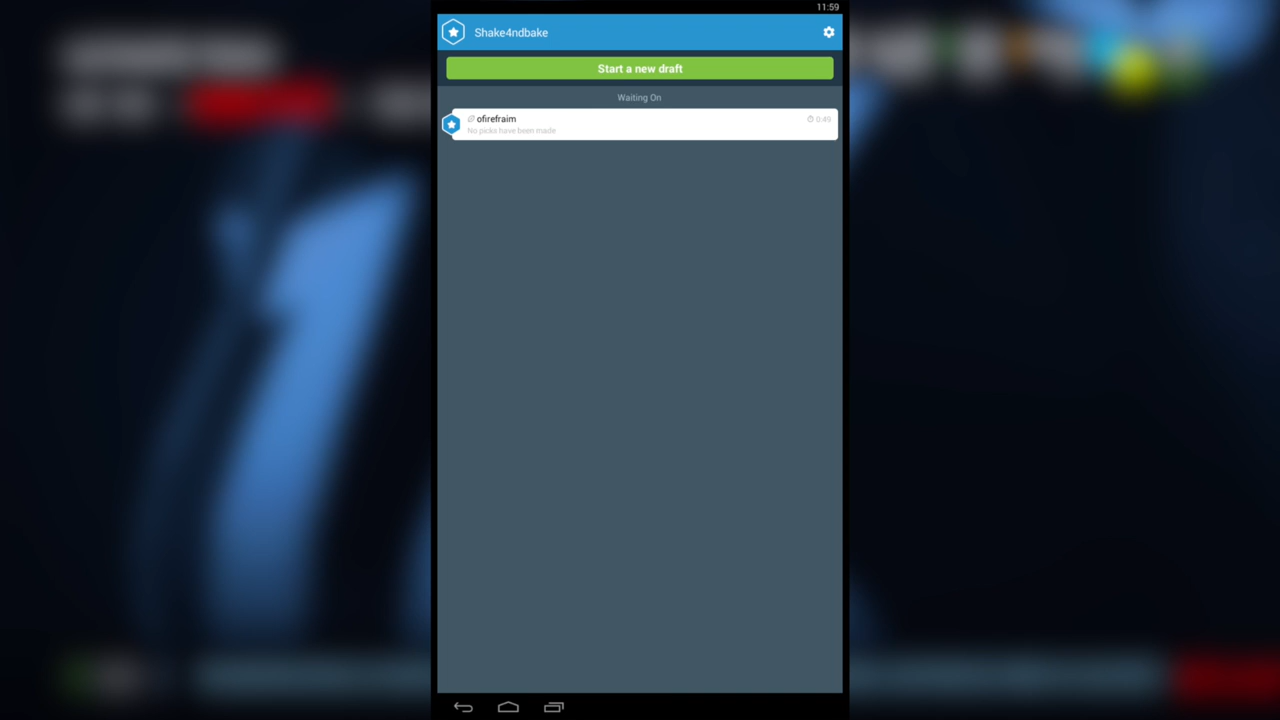 11:59
Shake4ndbake
Start a new draft
Waiting On
ofirefraim
0:49
No picks have been made